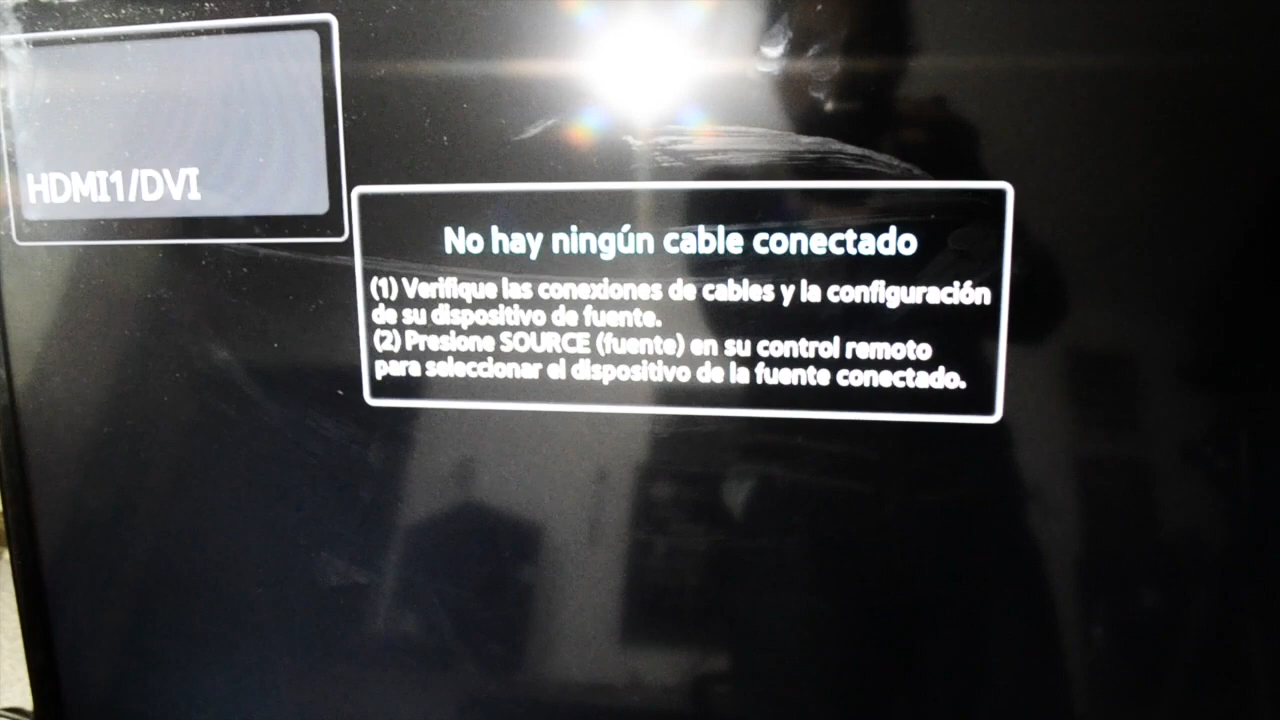 HDMI1/DVI
No hay ningún cable conectado
(1) Verifique las conexiones de cables y la configuración
de su dispositivo de fuente.
(2) Presione SOURCE (fuente) en su control remoto
para seleccionar el dispositivo de la fuente conectado.